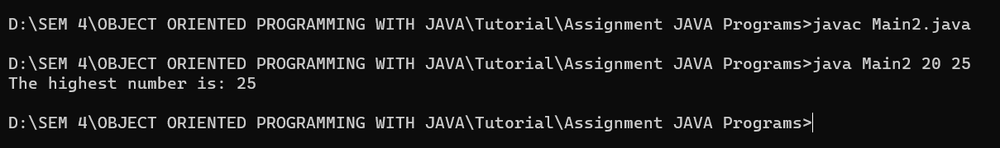 D:\SEM 4\OBJECT ORIENTED PROGRAMMING WITH JAVA\Tutorial\Assignment JAVA Programs>javac Main2.java
D:\SEM 4\OBJECT ORIENTED PROGRAMMING WITH JAVA\Tutorial\Assignment JAVA Programs>java Main2 20 25
The highest number is: 25
D:\SEM 4\OBJECT ORIENTED PROGRAMMING WITH JAVA\Tutorial\Assignment JAVA Programs>